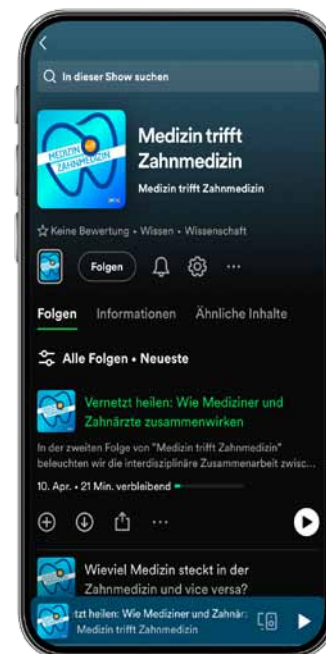 In dieser Show suchen
MEDIZIN trifft
ZAHNMEDIZIN
Medizin trifft
Zahnmedizin
Medizin trifft Zahnmedizin
Keine Bewertung • Wissen • Wissenschaft
Folgen
Folgen Informationen Ähnliche Inhalte
Alle Folgen • Neueste
Vernetzt heilen: Wie Mediziner und
Zahnärzte zusammenwirken
In der zweiten Folge von "Medizin trifft Zahnmedizin"
beleuchten wir die interdisziplinäre Zusammenarbeit zwisc...
10. Apr. • 21 Min. verbleibend
Wieviel Medizin steckt in der
Zahnmedizin und vice versa?
tzt heilen: Wie Mediziner und Zahnär
Medizin trifft Zahnmedizin